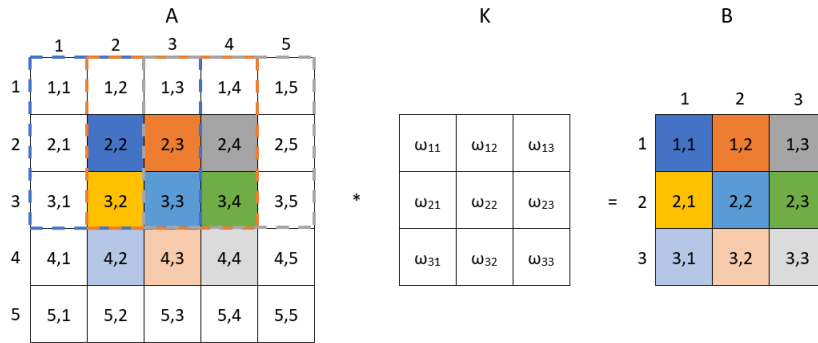 A K B
1 2 3 4 5
1 1,1 1,2 1,3 1,4 1,5
1 2 3
2 2,1 2,2 2,3 2,4 2,5 ω₁₁ ω₁₂ ω₁₃ 1 1,1 1,2 1,3
3 3,1 3,2 3,3 3,4 3,5 * ω₂₁ ω₂₂ ω₂₃ = 2 2,1 2,2 2,3
4 4,1 4,2 4,3 4,4 4,5 ω₃₁ ω₃₂ ω₃₃ 3 3,1 3,2 3,3
5 5,1 5,2 5,3 5,4 5,5